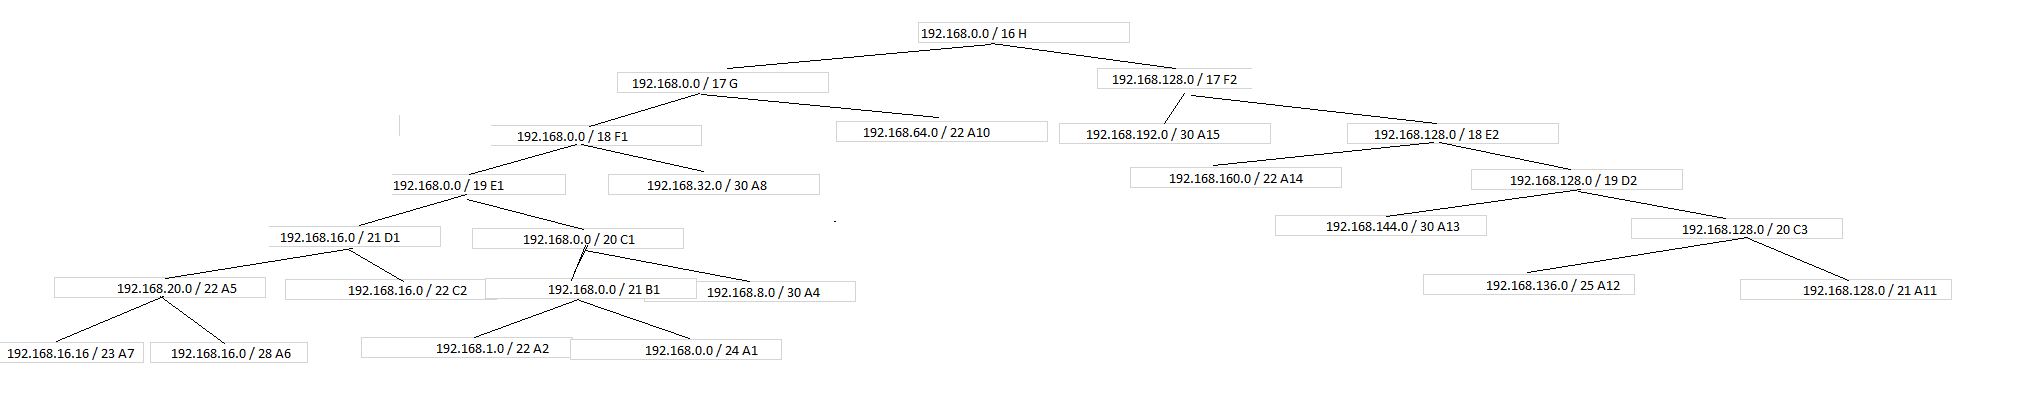 192.168.0.0 / 16 H
192.168.0.0 / 17 G
192.168.128.0 / 17 F2
192.168.0.0 / 18 F1
192.168.64.0 / 22 A10
192.168.192.0 / 30 A15
192.168.128.0 / 18 E2
192.168.0.0 / 19 E1
192.168.32.0 / 30 A8
192.168.160.0 / 22 A14
192.168.128.0 / 19 D2
192.168.16.0 / 21 D1
192.168.0.0 / 20 C1
192.168.144.0 / 30 A13
192.168.128.0 / 20 C3
192.168.20.0 / 22 A5
192.168.16.0 / 22 C2
192.168.0.0 / 21 B1
192.168.8.0 / 30 A4
192.168.136.0 / 25 A12
192.168.128.0 / 21 A11
192.168.16.16 / 23 A7
192.168.16.0 / 28 A6
192.168.1.0 / 22 A2
192.168.0.0 / 24 A1